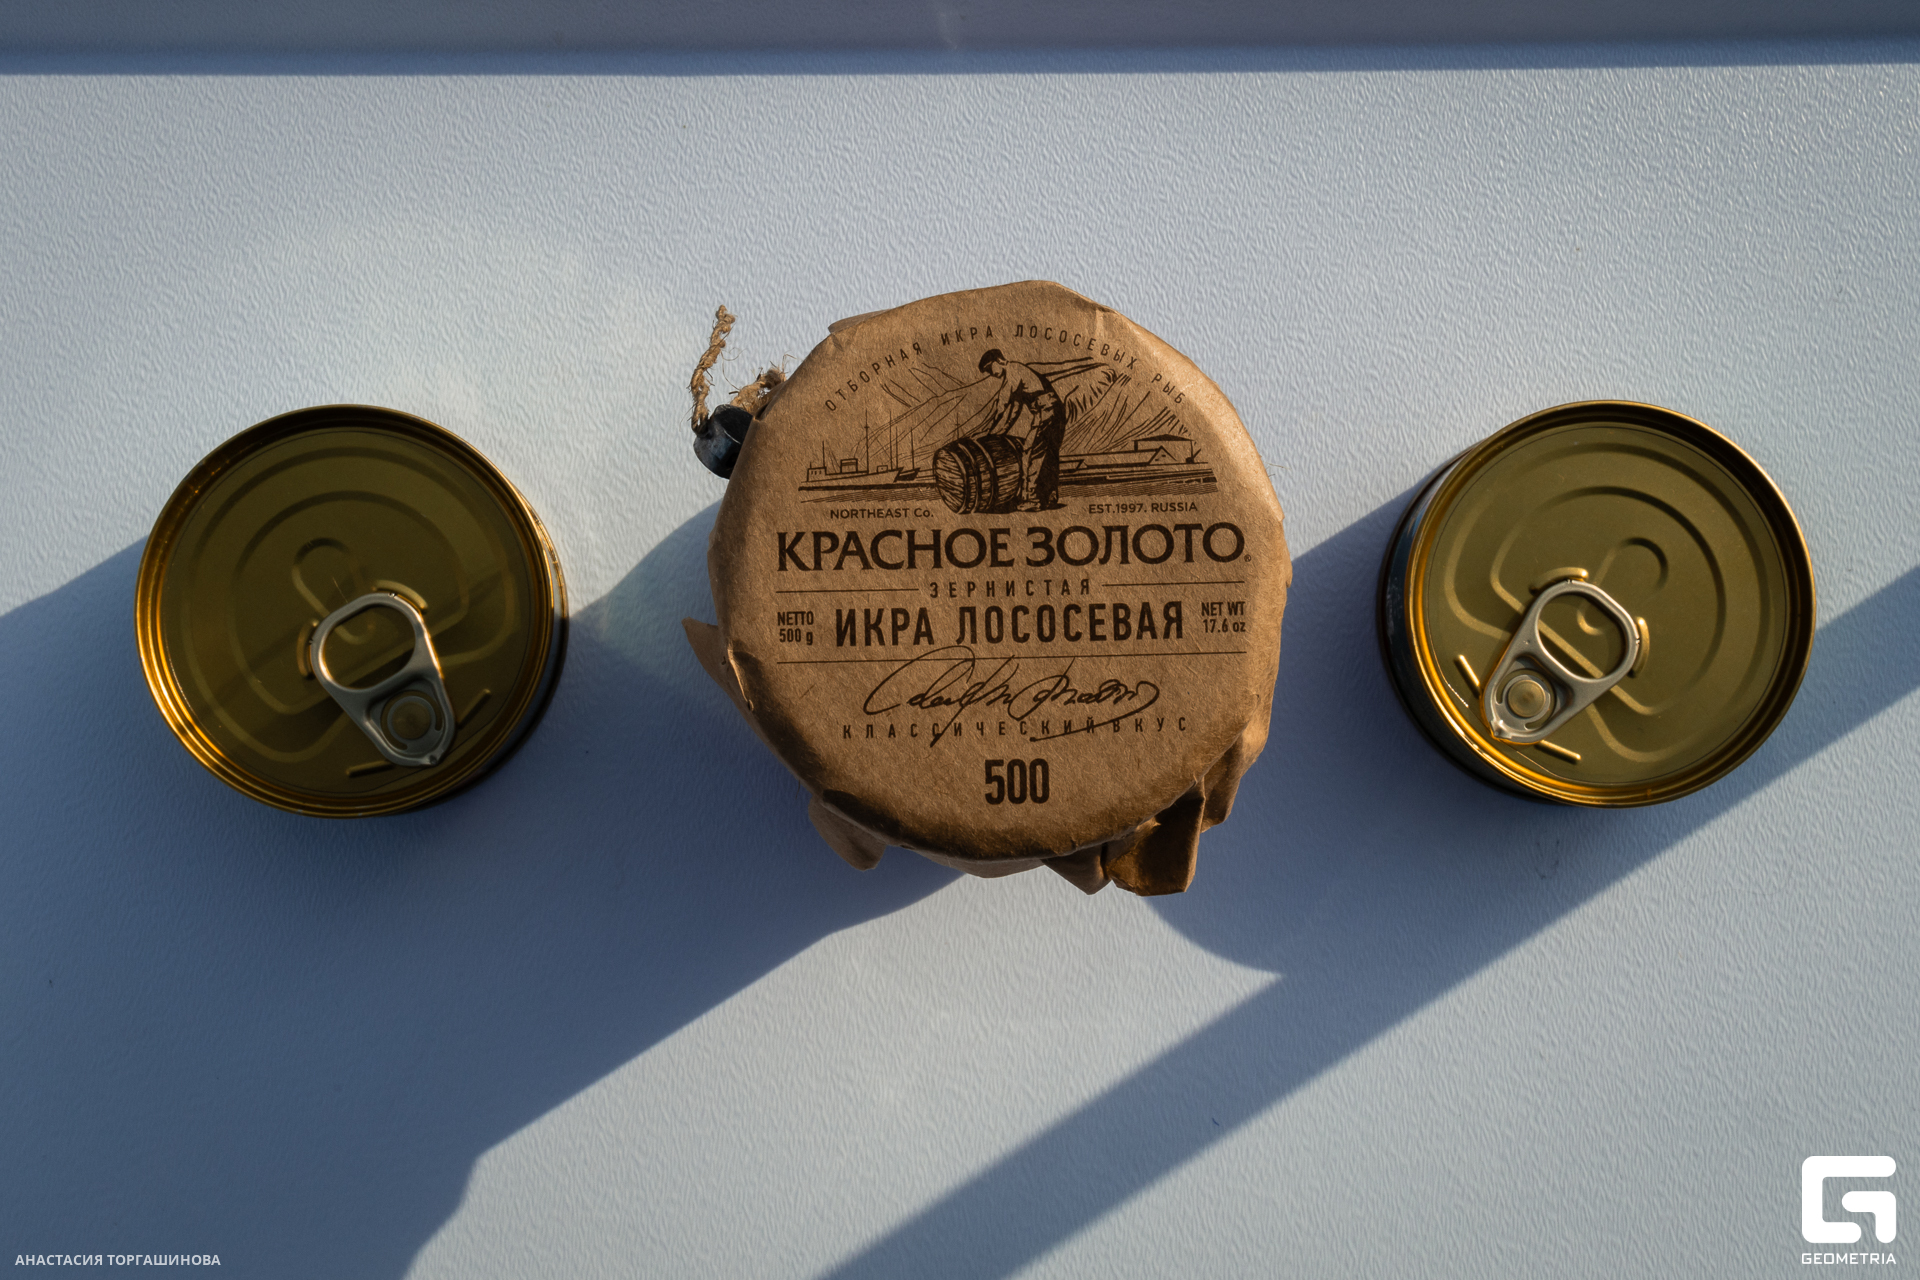 ОТБОРНАЯ ИКРА ЛОСОСЕВЫХ РЫБ
NORTHEAST Co.
EST.1997. RUSSIA
КРАСНОЕ ЗОЛОТО®
ЗЕРНИСТАЯ
НЕТТО
500 g
ИКРА ЛОСОСЕВАЯ
NET WT
17.6 oz
КЛАССИЧЕСКИЙ ВКУС
500
АНАСТАСИЯ ТОРГАШИНОВА
GEOMETRIA